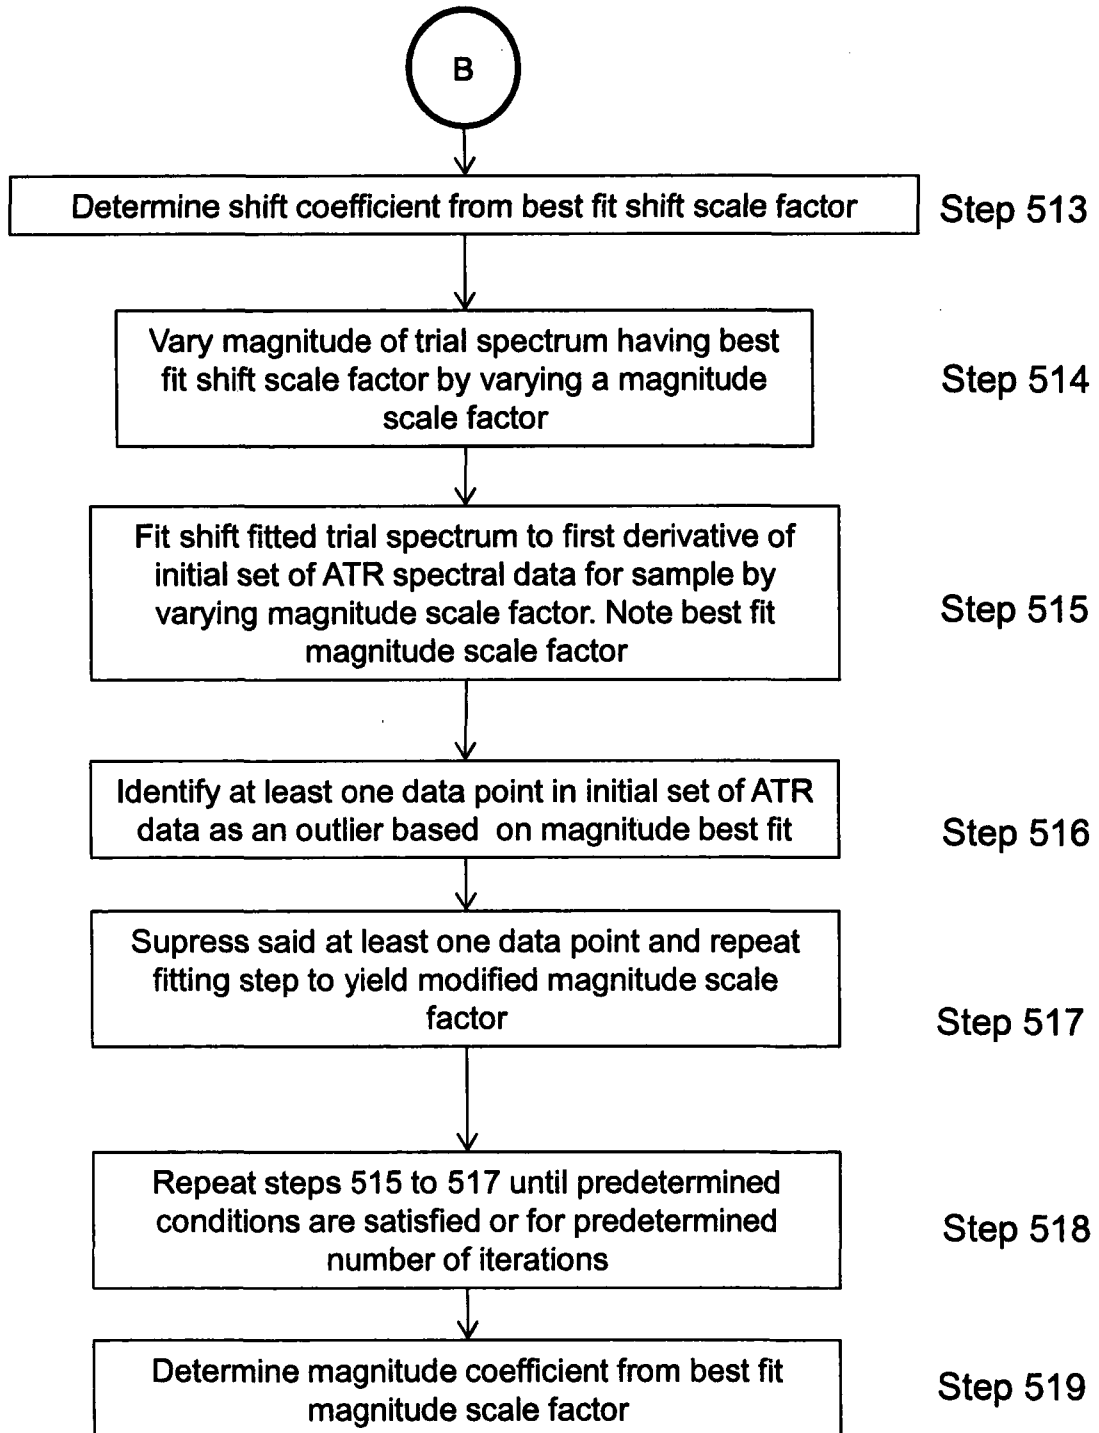 B
Determine shift coefficient from best fit shift scale factor
Step 513
Vary magnitude of trial spectrum having best
fit shift scale factor by varying a magnitude
scale factor
Step 514
Fit shift fitted trial spectrum to first derivative of
initial set of ATR spectral data for sample by
varying magnitude scale factor. Note best fit
magnitude scale factor
Step 515
Identify at least one data point in initial set of ATR
data as an outlier based on magnitude best fit
Step 516
Supress said at least one data point and repeat
fitting step to yield modified magnitude scale
factor
Step 517
Repeat steps 515 to 517 until predetermined
conditions are satisfied or for predetermined
number of iterations
Step 518
Determine magnitude coefficient from best fit
magnitude scale factor
Step 519